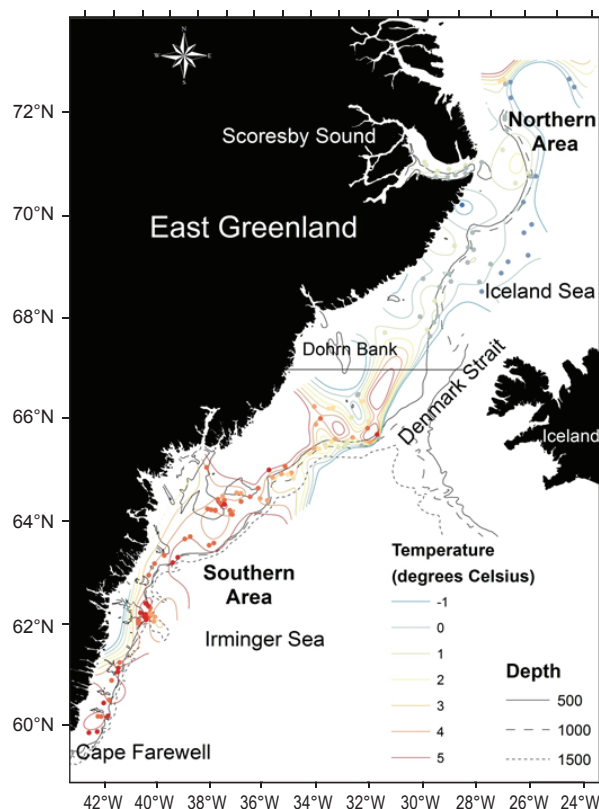 N
W
E
S
72°W
70°W
68°W
66°W
64°W
62°W
60°W
Scoresby Sound
Northern
Area
East Greenland
Iceland Sea
Dohrn Bank
Denmark Strait
Iceland
Southern
Area
Irminger Sea
Cape Farewell
Temperature
(degrees Celsius)
-1
0
1
2
3
4
5
Depth
500
1000
1500
42°W 40°W 36°W 32°W 30°W 28°W 26°W 24°W